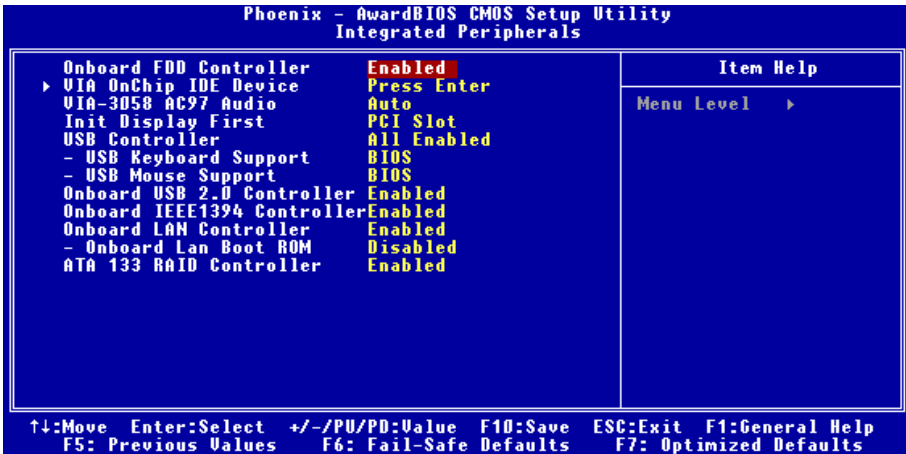 Phoenix - AwardBIOS CMOS Setup Utility
Integrated Peripherals
Onboard FDD Controller Enabled
▸ VIA OnChip IDE Device Press Enter
VIA-3058 AC97 Audio Auto
Init Display First PCI Slot
USB Controller All Enabled
- USB Keyboard Support BIOS
- USB Mouse Support BIOS
Onboard USB 2.0 Controller Enabled
Onboard IEEE1394 Controller Enabled
Onboard LAN Controller Enabled
- Onboard Lan Boot ROM Disabled
ATA 133 RAID Controller Enabled
Item Help
Menu Level ▸
↑↓:Move Enter:Select +/-/PU/PD:Value F10:Save ESC:Exit F1:General Help
F5: Previous Values F6: Fail-Safe Defaults F7: Optimized Defaults